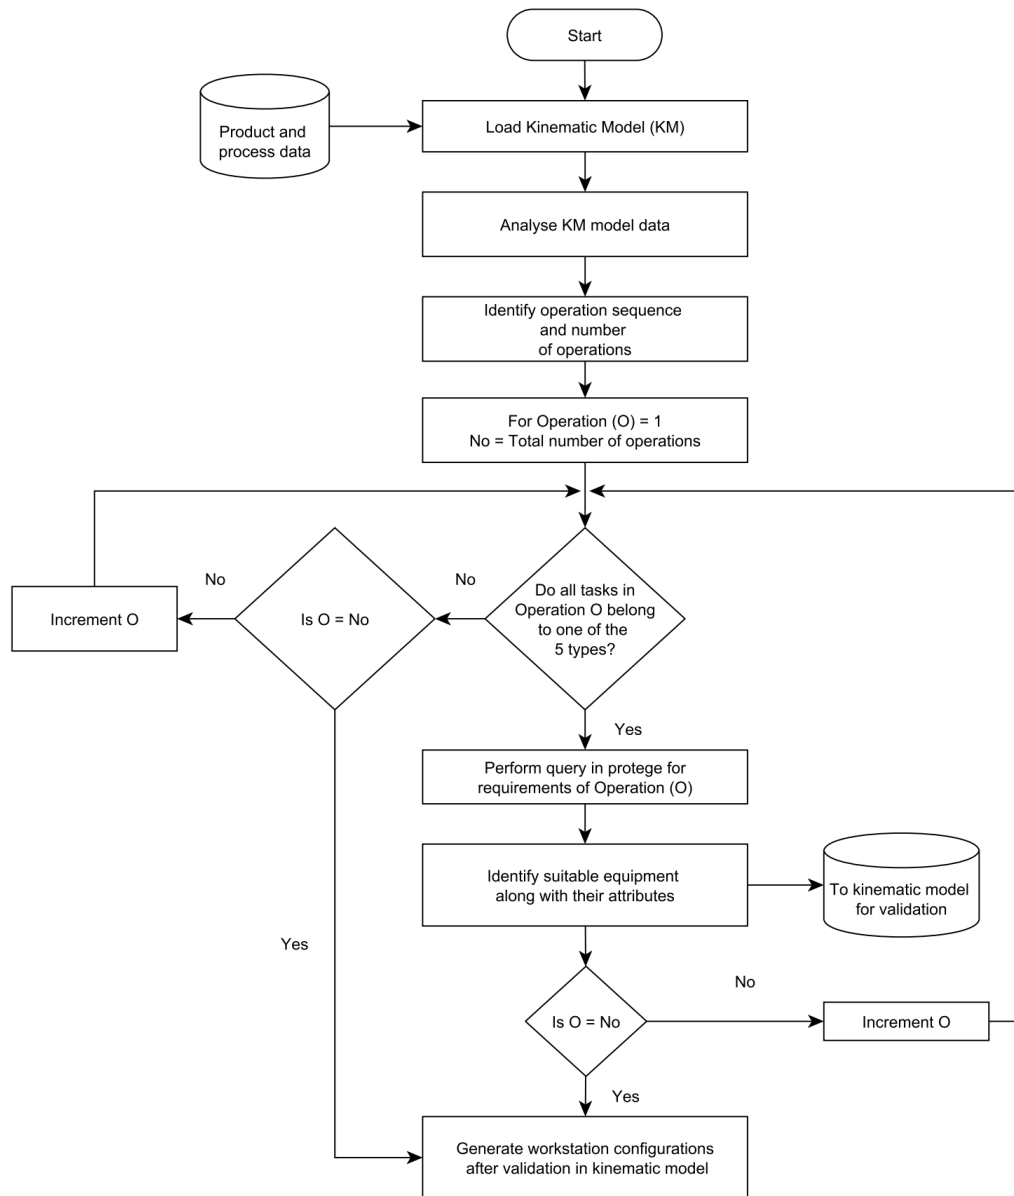 Start
Product and
process data
Load Kinematic Model (KM)
Analyse KM model data
Identify operation sequence
and number
of operations
For Operation (O) = 1
No = Total number of operations
Increment O
No
Is O = No
No
Do all tasks in
Operation O belong
to one of the
5 types?
Yes
Perform query in protege for
requirements of Operation (O)
Identify suitable equipment
along with their attributes
To kinematic model
for validation
Yes
Is O = No
No
Increment O
Yes
Generate workstation configurations
after validation in kinematic model